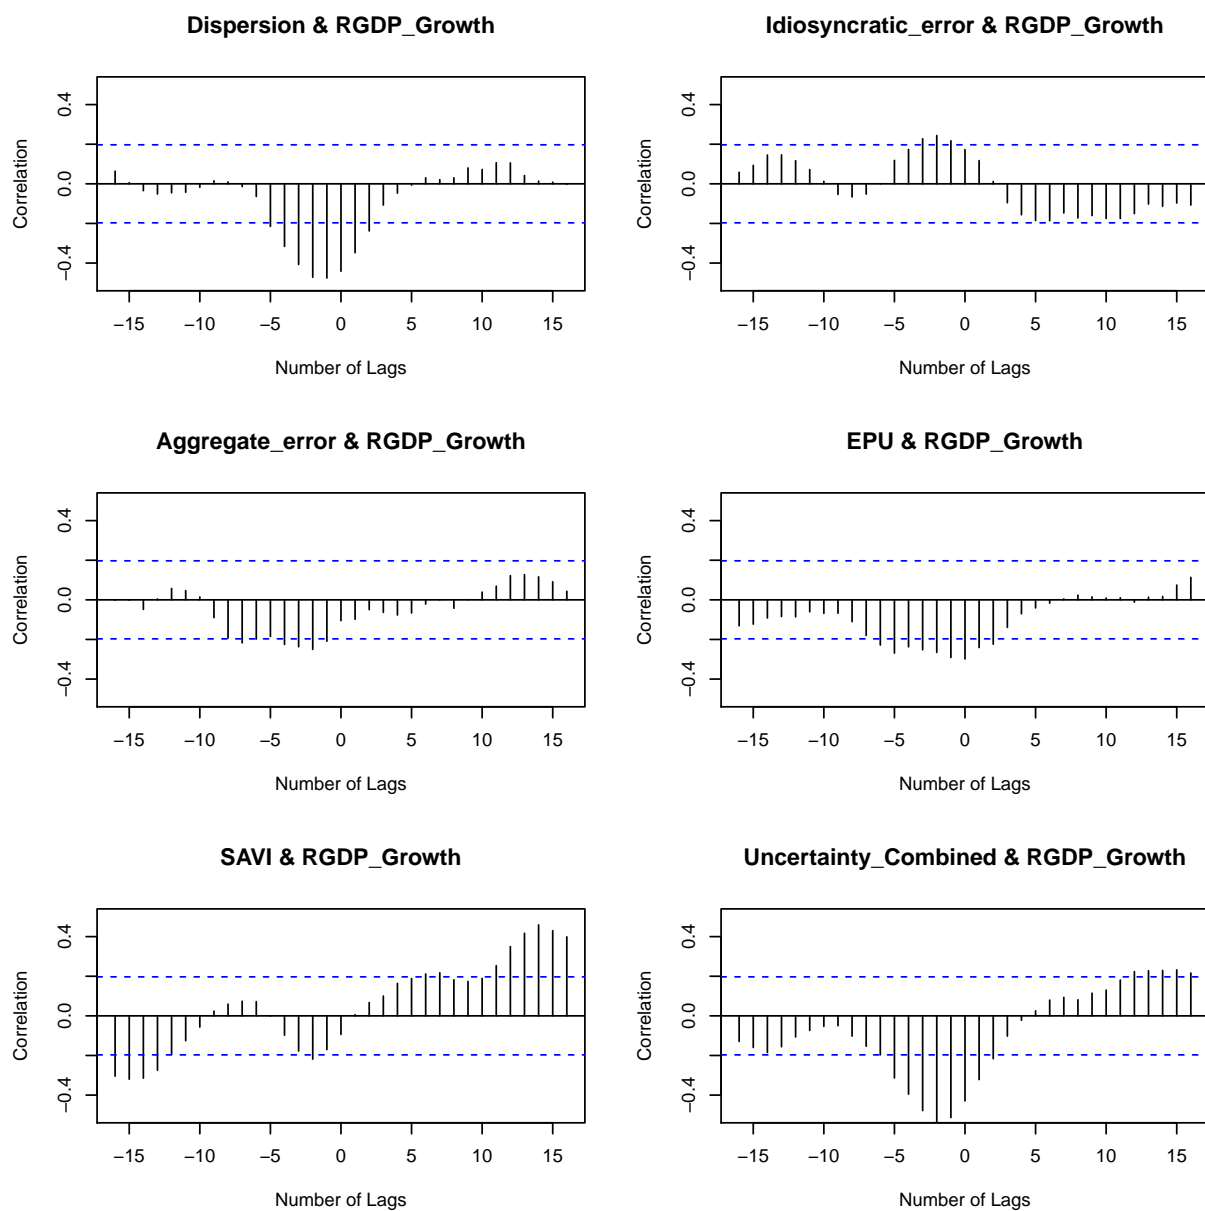 Dispersion & RGDP_Growth
Correlation
0.4
0.0
−0.4
−15 −10 −5 0 5 10 15
Number of Lags
Idiosyncratic_error & RGDP_Growth
Correlation
0.4
0.0
−0.4
−15 −10 −5 0 5 10 15
Number of Lags
Aggregate_error & RGDP_Growth
Correlation
0.4
0.0
−0.4
−15 −10 −5 0 5 10 15
Number of Lags
EPU & RGDP_Growth
Correlation
0.4
0.0
−0.4
−15 −10 −5 0 5 10 15
Number of Lags
SAVI & RGDP_Growth
Correlation
0.4
0.0
−0.4
−15 −10 −5 0 5 10 15
Number of Lags
Uncertainty_Combined & RGDP_Growth
Correlation
0.4
0.0
−0.4
−15 −10 −5 0 5 10 15
Number of Lags